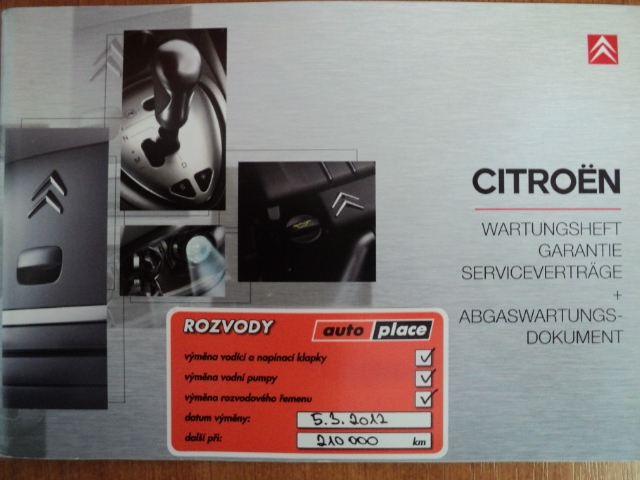 CITROËN
WARTUNGSHEFT
GARANTIE
SERVICEVERTRÄGE
+
ABGASWARTUNGS-
DOKUMENT
ROZVODY
auto place
výměna vodící a napínací klapky
výměna vodní pumpy
výměna rozvodového řemenu
datum výměny: 5.3.2012
další při: 210 000 km